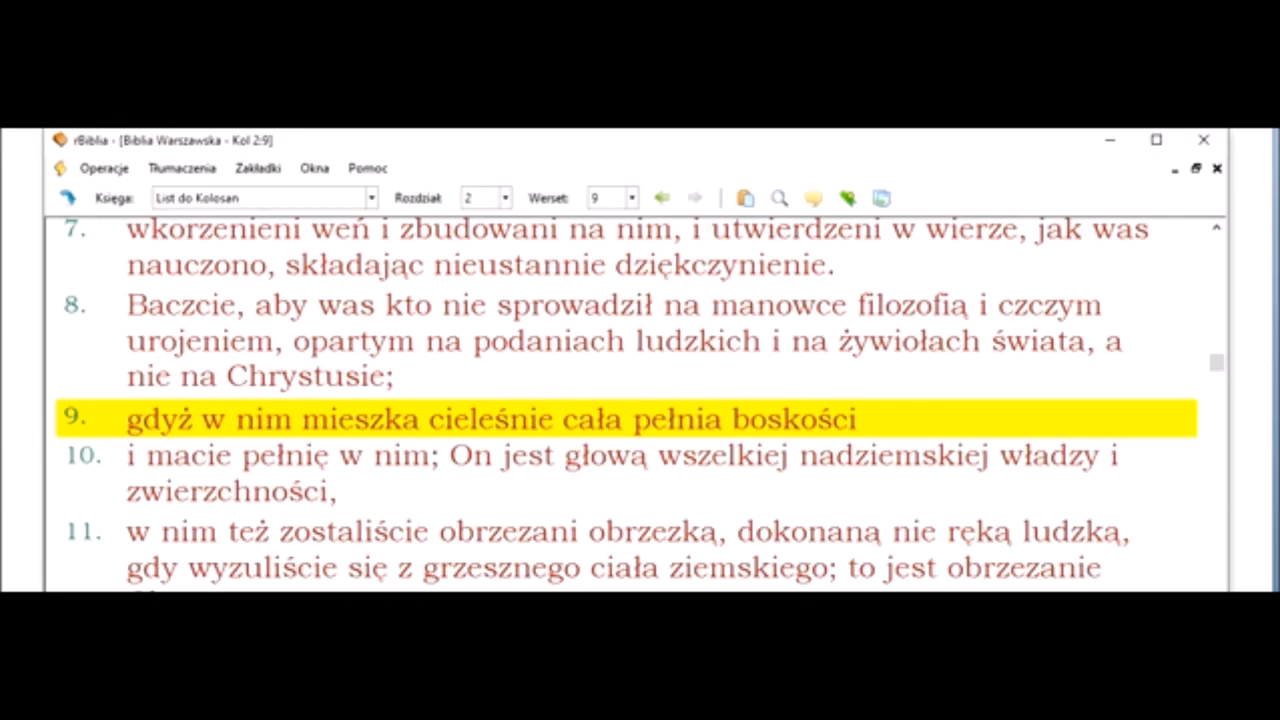 rBiblia - [Biblia Warszawska - Kol 2:9]
Operacje Tłumaczenia Zakładki Okna Pomoc
Księga: List do Kolosan Rozdział: 2 Werset: 9
7. wkorzenieni weń i zbudowani na nim, i utwierdzeni w wierze, jak was
nauczono, składając nieustannie dziękczynienie.
8. Baczcie, aby was kto nie sprowadził na manowce filozofią i czczym
urojeniem, opartym na podaniach ludzkich i na żywiołach świata, a
nie na Chrystusie;
9. gdyż w nim mieszka cieleśnie cała pełnia boskości
10. i macie pełnię w nim; On jest głową wszelkiej nadziemskiej władzy i
zwierzchności,
11. w nim też zostaliście obrzezani obrzezką, dokonaną nie ręką ludzką,
gdy wyzuliście się z grzesznego ciała ziemskiego; to jest obrzezanie